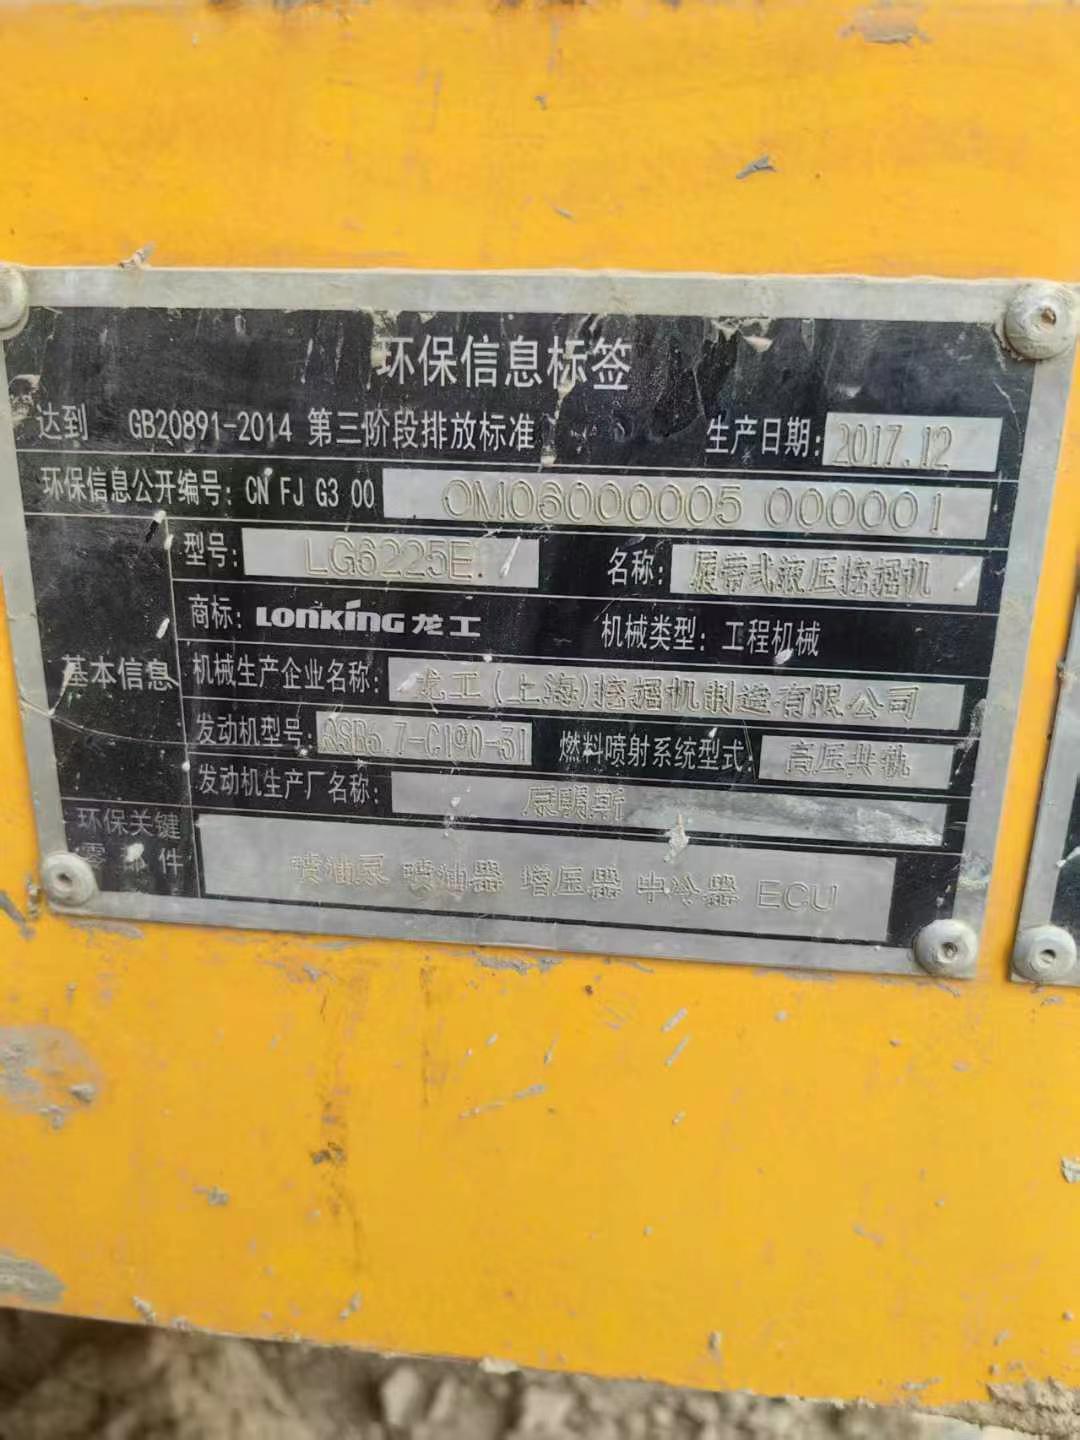 环保信息标签
达到 GB20891-2014 第三阶段排放标准 生产日期: 2017.12
环保信息公开编号: CN FJ G3 00 0M06000005 000001
型号: LG6225E 名称: 履带式液压挖掘机
商标: LONKING 龙工 机械类型: 工程机械
基本信息
机械生产企业名称: 龙工(上海)挖掘机制造有限公司
发动机型号: QSB6.7-C190-31 燃料喷射系统型式: 高压共轨
发动机生产厂名称: 康明斯
环保关键
零部件
喷油泵 喷油器 增压器 中冷器 ECU